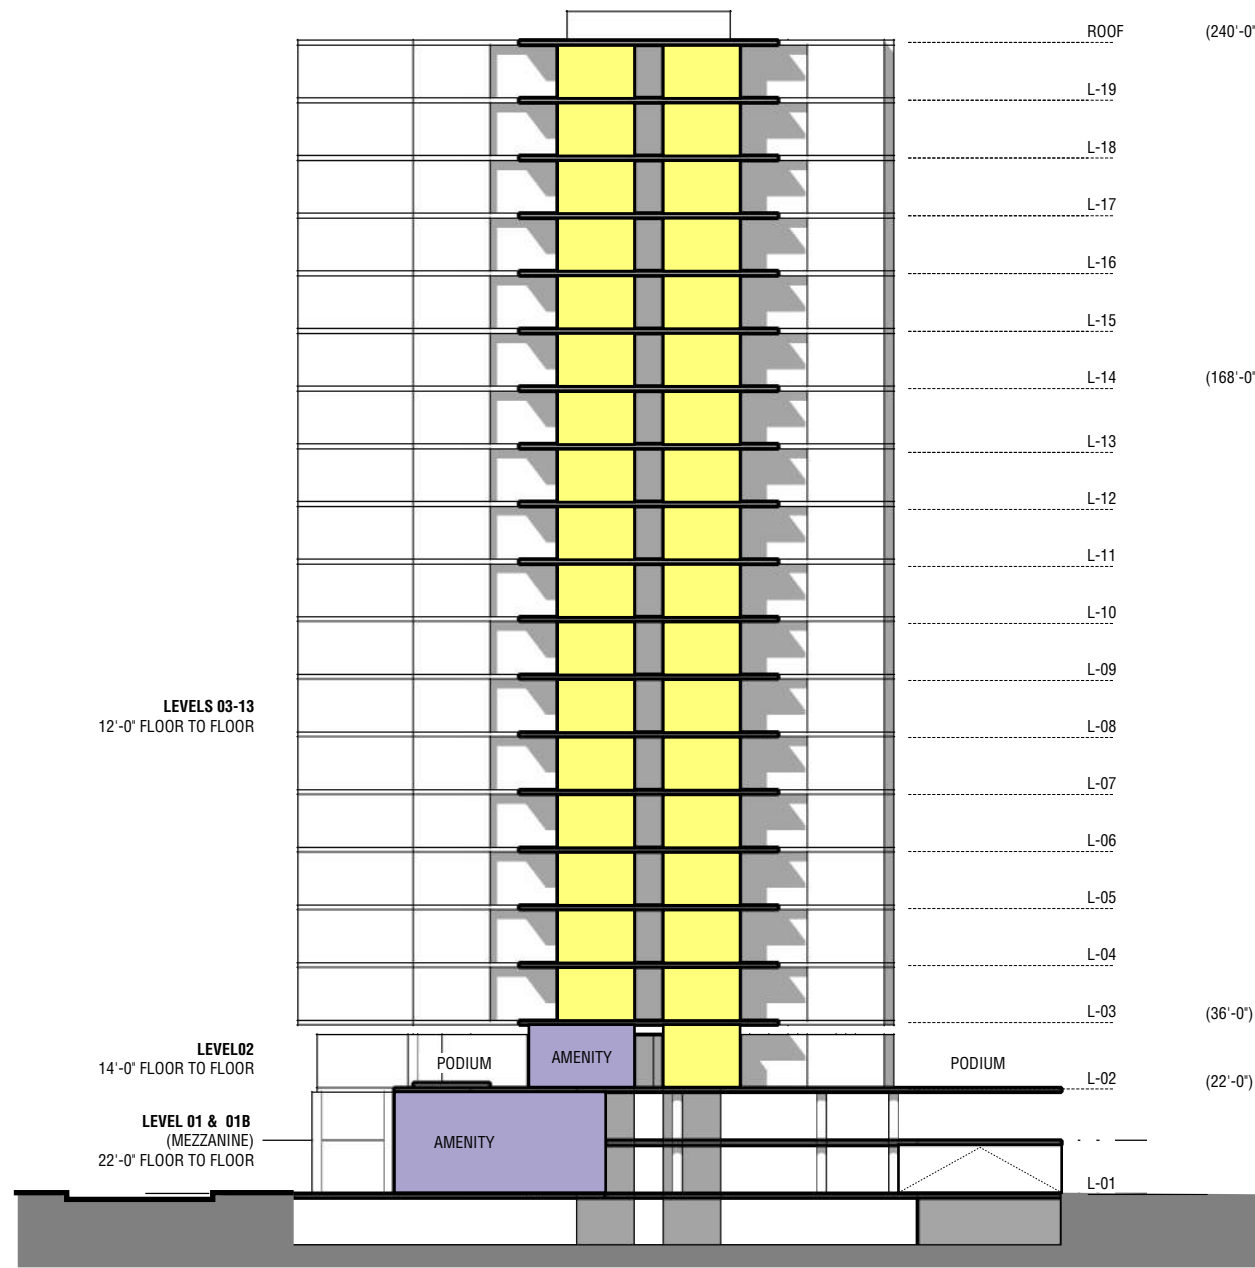 ROOF (240'-0"
L-19
L-18
L-17
L-16
L-15
L-14 (168'-0"
L-13
L-12
L-11
L-10
L-09
LEVELS 03-13
12'-0" FLOOR TO FLOOR
L-08
L-07
L-06
L-05
L-04
L-03 (36'-0")
LEVEL02
14'-0" FLOOR TO FLOOR
PODIUM
AMENITY
PODIUM
L-02 (22'-0")
LEVEL 01 & 01B
(MEZZANINE)
22'-0" FLOOR TO FLOOR
AMENITY
L-01